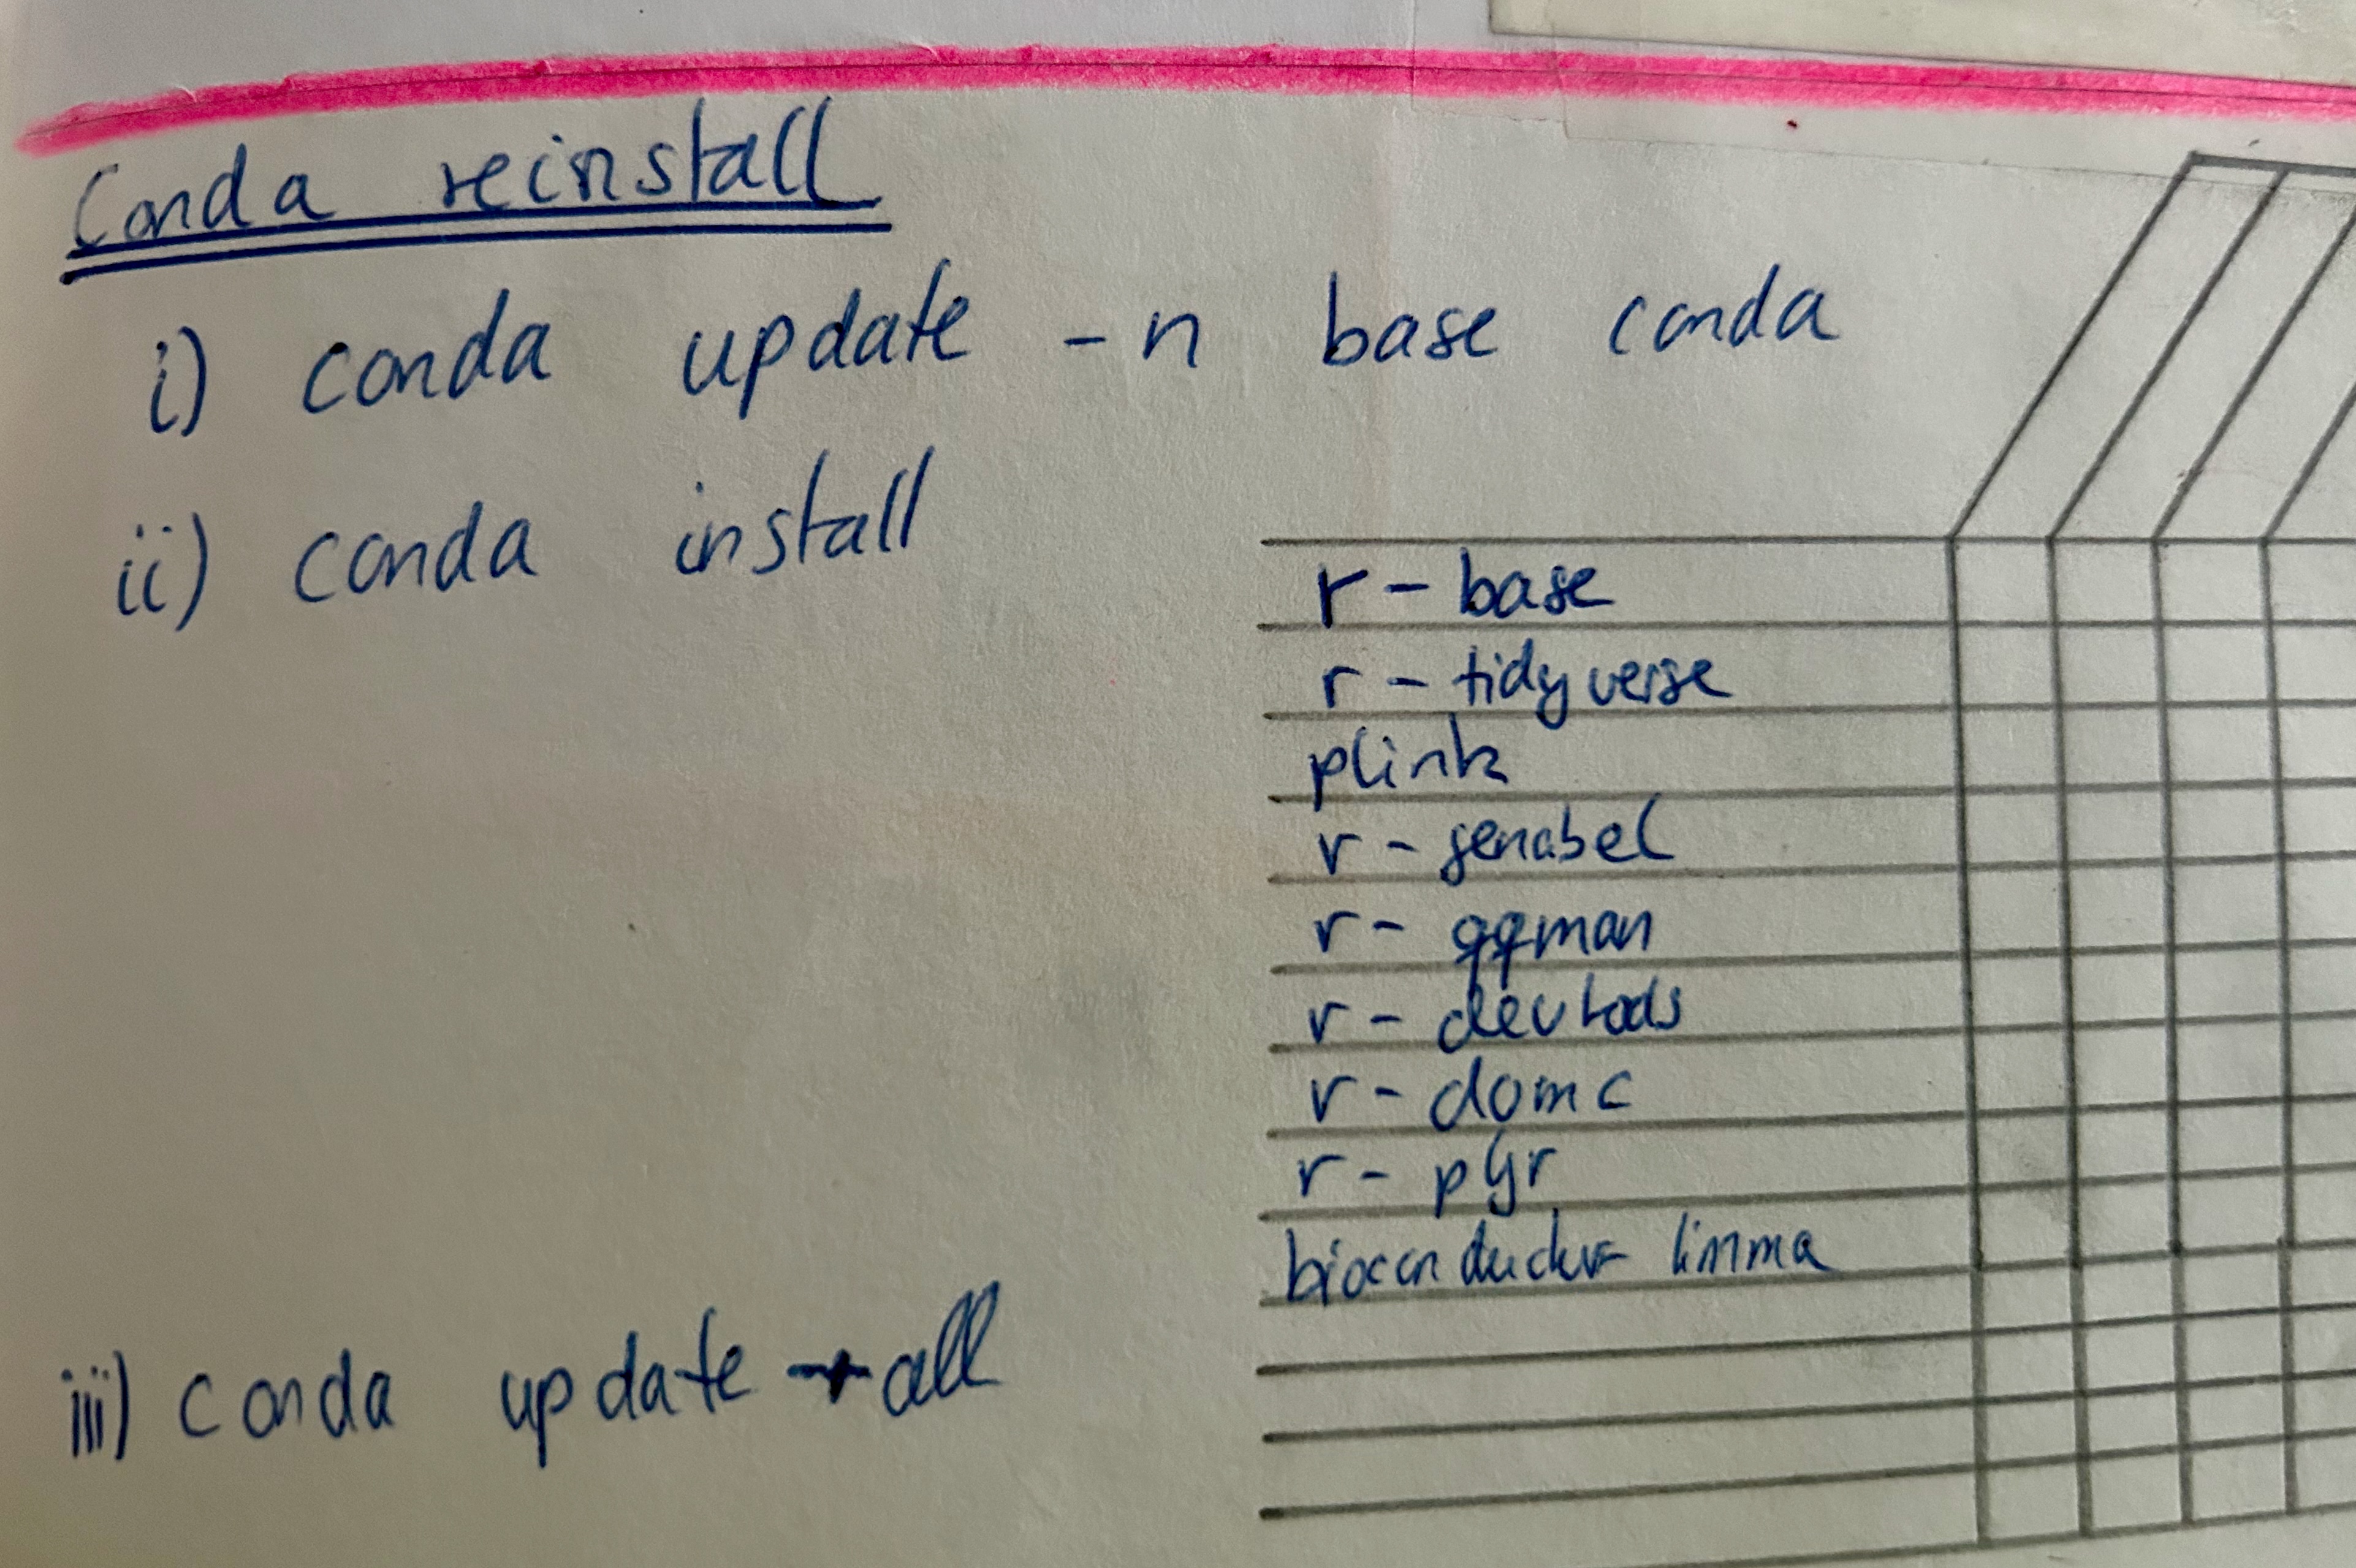 Conda reinstall
i) conda update -n base conda
ii) conda install
r - base
r - tidyverse
plink
r - genabel
r - qqman
r - devtools
r - domc
r - plyr
bioconductor- limma
iii) conda update --all